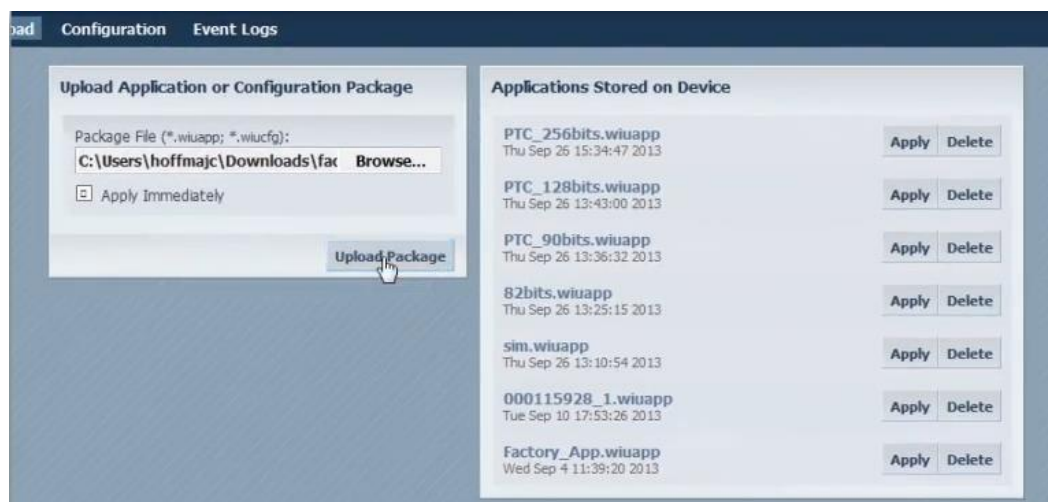 Configuration Event Logs
Upload Application or Configuration Package
Package File (*.wiuapp; *.wiucfg):
C:\Users\hoffmajc\Downloads\fac Browse...
Apply Immediately
Upload Package
Applications Stored on Device
PTC_256bits.wiuapp
Thu Sep 26 15:34:47 2013
Apply Delete
PTC_128bits.wiuapp
Thu Sep 26 13:43:00 2013
Apply Delete
PTC_90bits.wiuapp
Thu Sep 26 13:36:32 2013
Apply Delete
82bits.wiuapp
Thu Sep 26 13:25:15 2013
Apply Delete
sim.wiuapp
Thu Sep 26 13:10:54 2013
Apply Delete
000115928_1.wiuapp
Tue Sep 10 17:53:26 2013
Apply Delete
Factory_App.wiuapp
Wed Sep 4 11:39:20 2013
Apply Delete